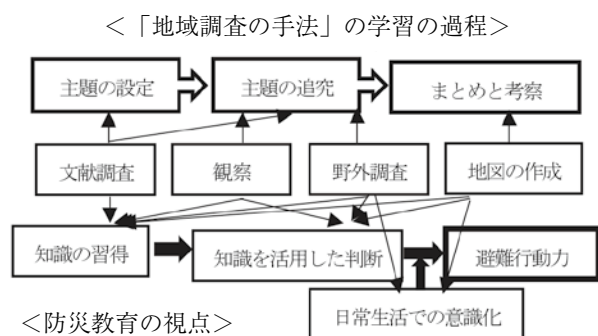 ＜「地域調査の手法」の学習の過程＞
主題の設定
主題の追究
まとめと考察
文献調査
観察
野外調査
地図の作成
知識の習得
知識を活用した判断
避難行動力
＜防災教育の視点＞
日常生活での意識化